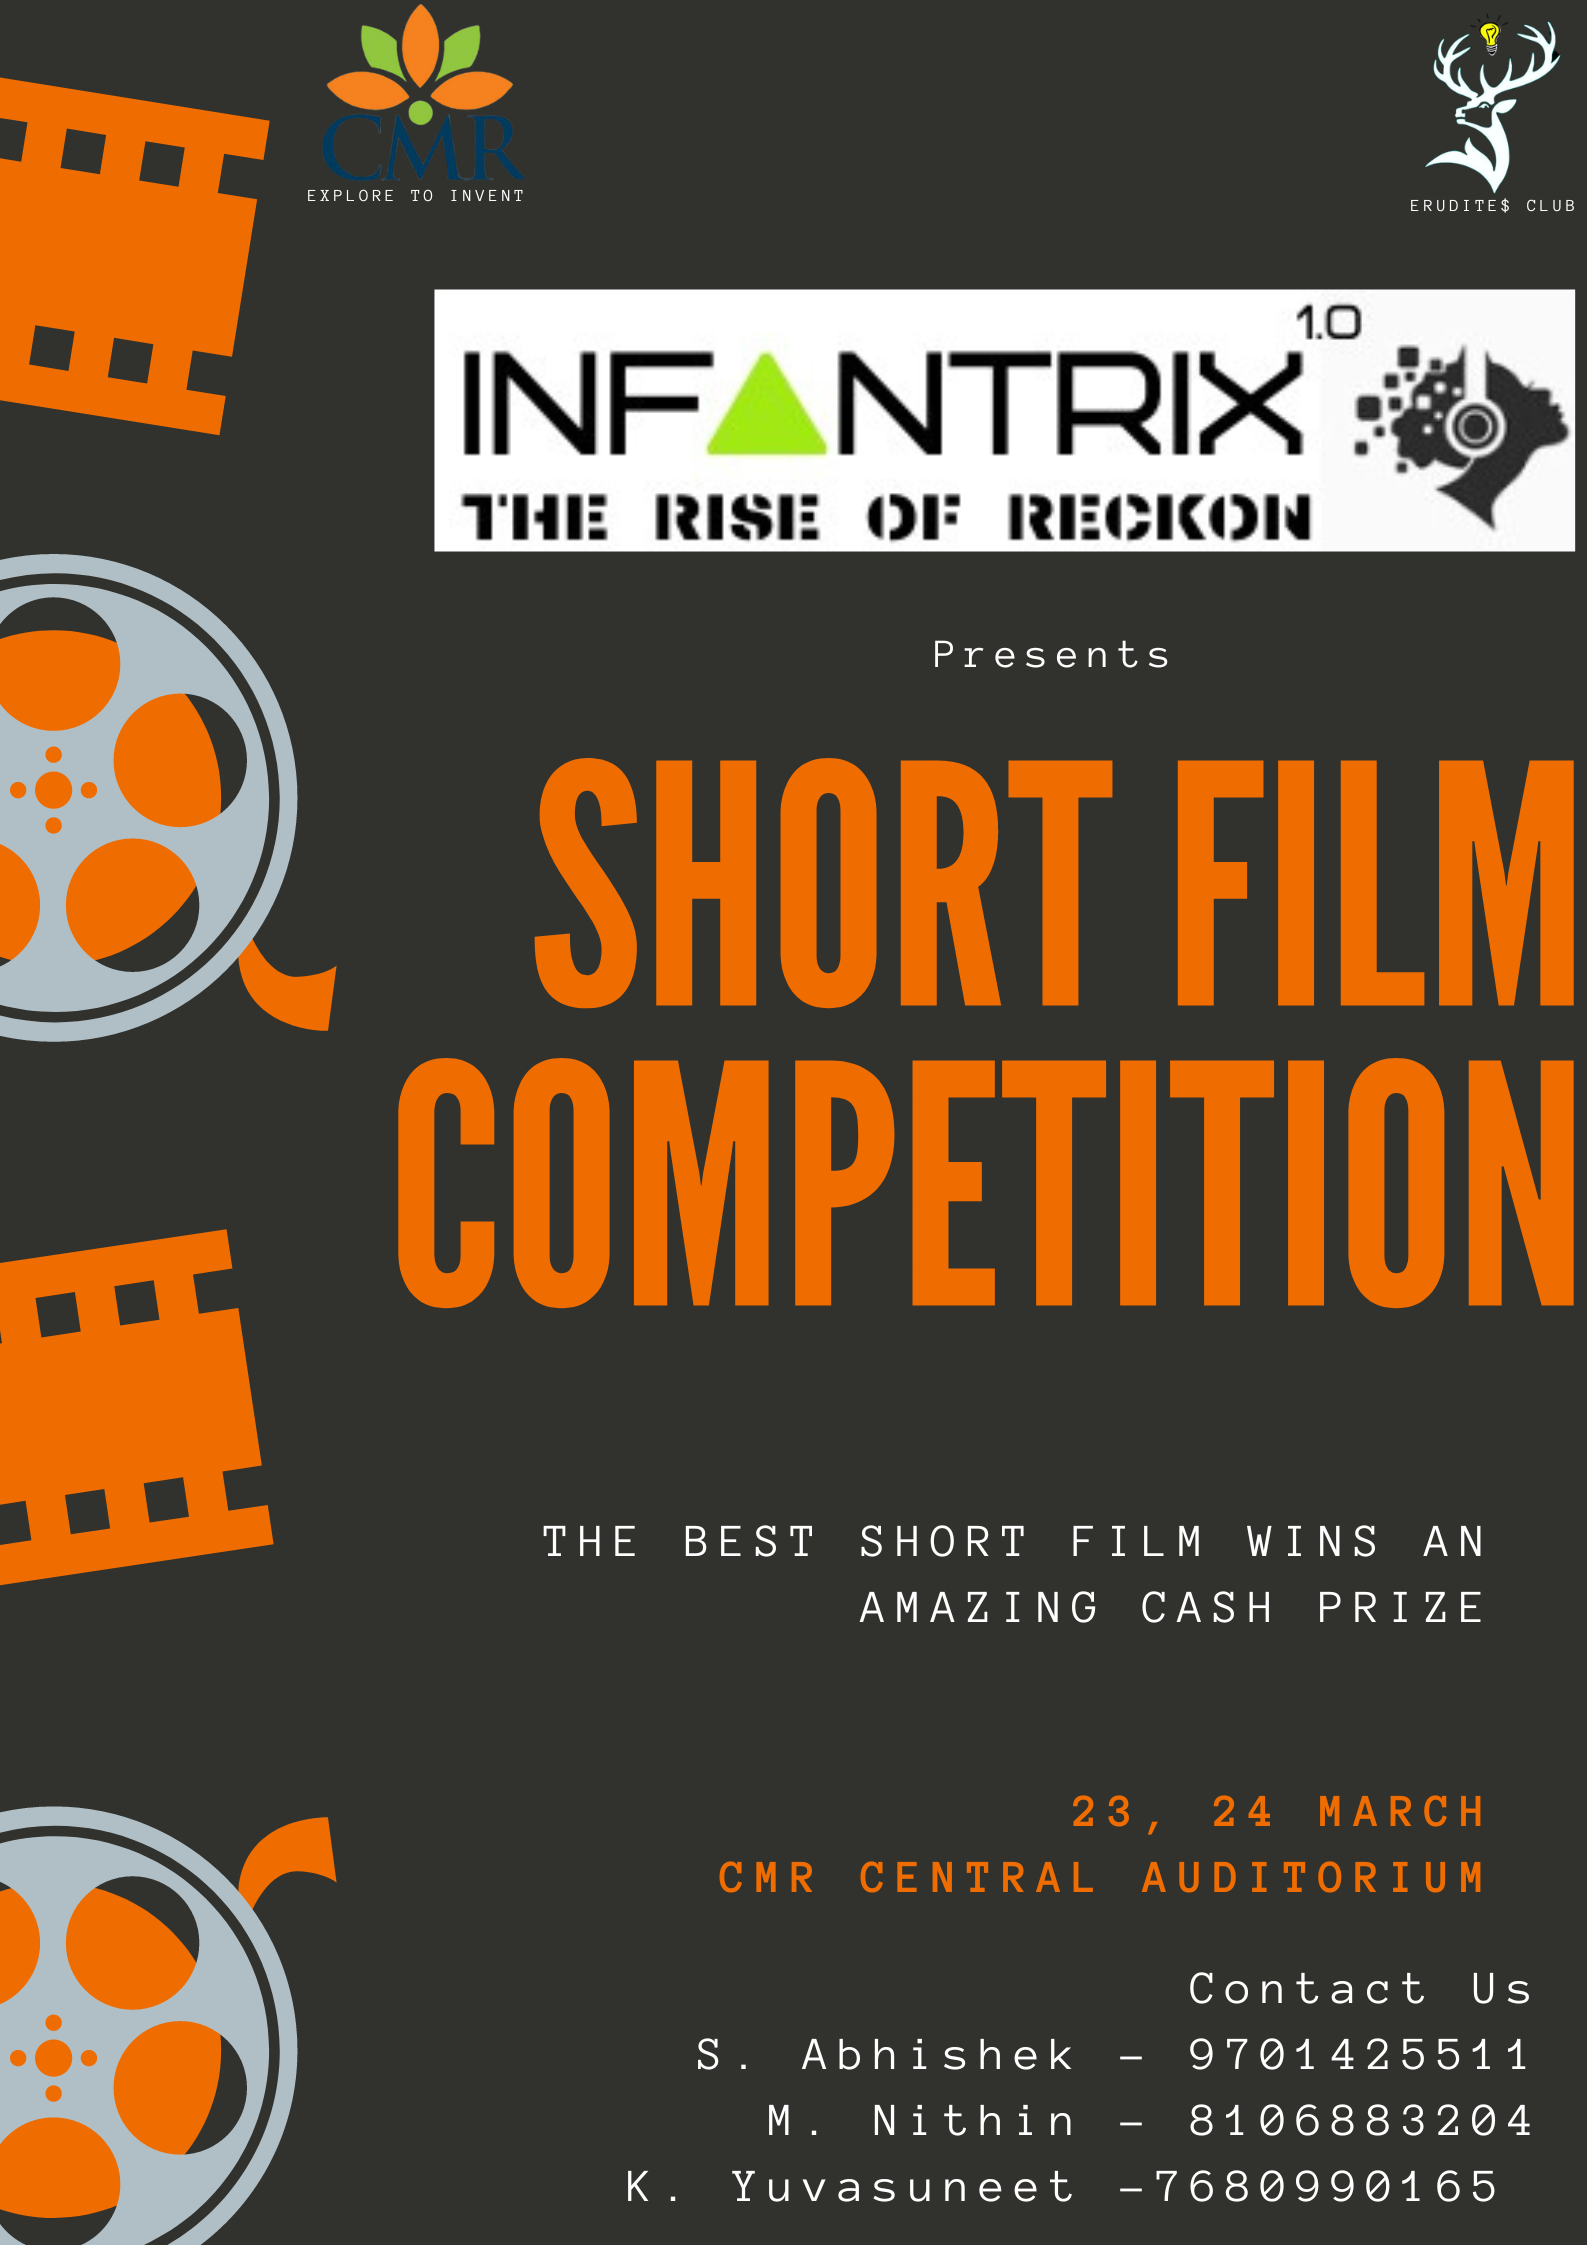 CMR
EXPLORE TO INVENT
ERUDITE$ CLUB
INFANTRIX 1.0
THE RISE OF RECKON
Presents
SHORT FILM
COMPETITION
THE BEST SHORT FILM WINS AN
AMAZING CASH PRIZE
23, 24 MARCH
CMR CENTRAL AUDITORIUM
Contact Us
S. Abhishek - 9701425511
M. Nithin - 8106883204
K. Yuvasuneet -7680990165